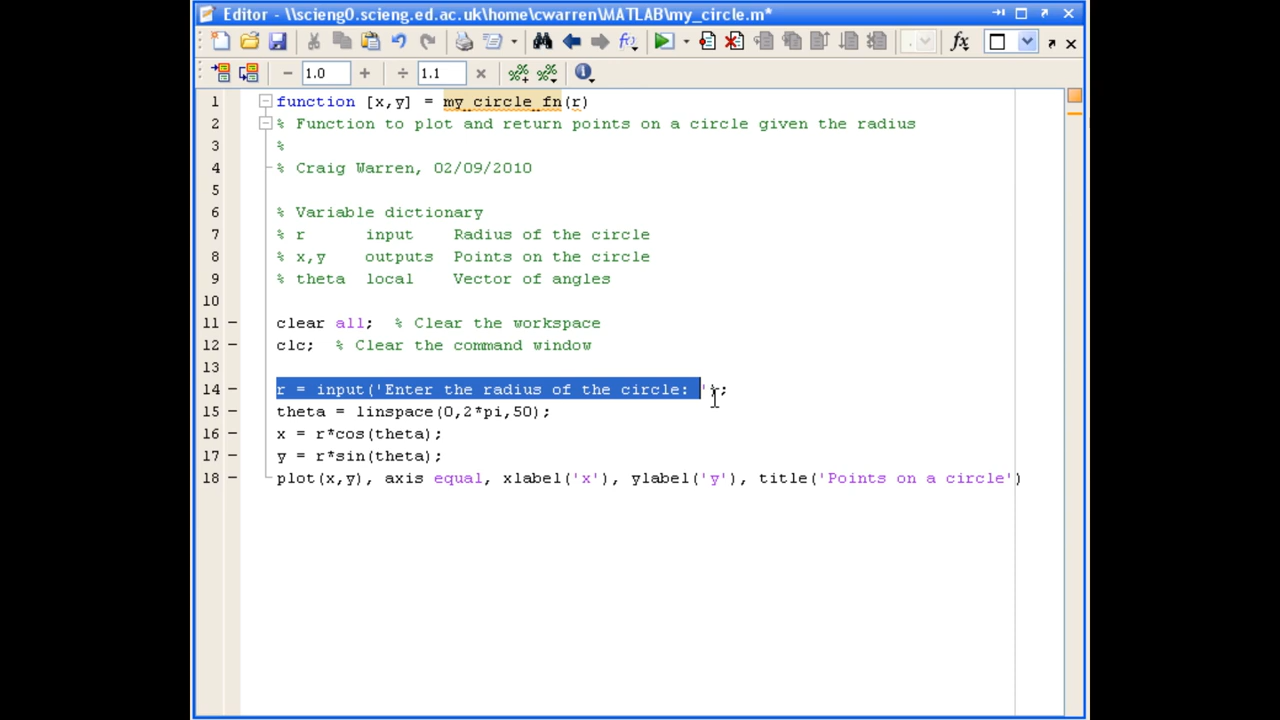 Editor - \\scieng0.scieng.ed.ac.uk\home\cwarren\MATLAB\my_circle.m*
1.0
1.1
1 function [x,y] = my_circle_fn(r)
2 % Function to plot and return points on a circle given the radius
3 %
4 % Craig Warren, 02/09/2010
5
6 % Variable dictionary
7 % r input Radius of the circle
8 % x,y outputs Points on the circle
9 % theta local Vector of angles
10
11 clear all; % Clear the workspace
12 clc; % Clear the command window
13
14 r = input('Enter the radius of the circle: ');
15 theta = linspace(0,2*pi,50);
16 x = r*cos(theta);
17 y = r*sin(theta);
18 plot(x,y), axis equal, xlabel('x'), ylabel('y'), title('Points on a circle')